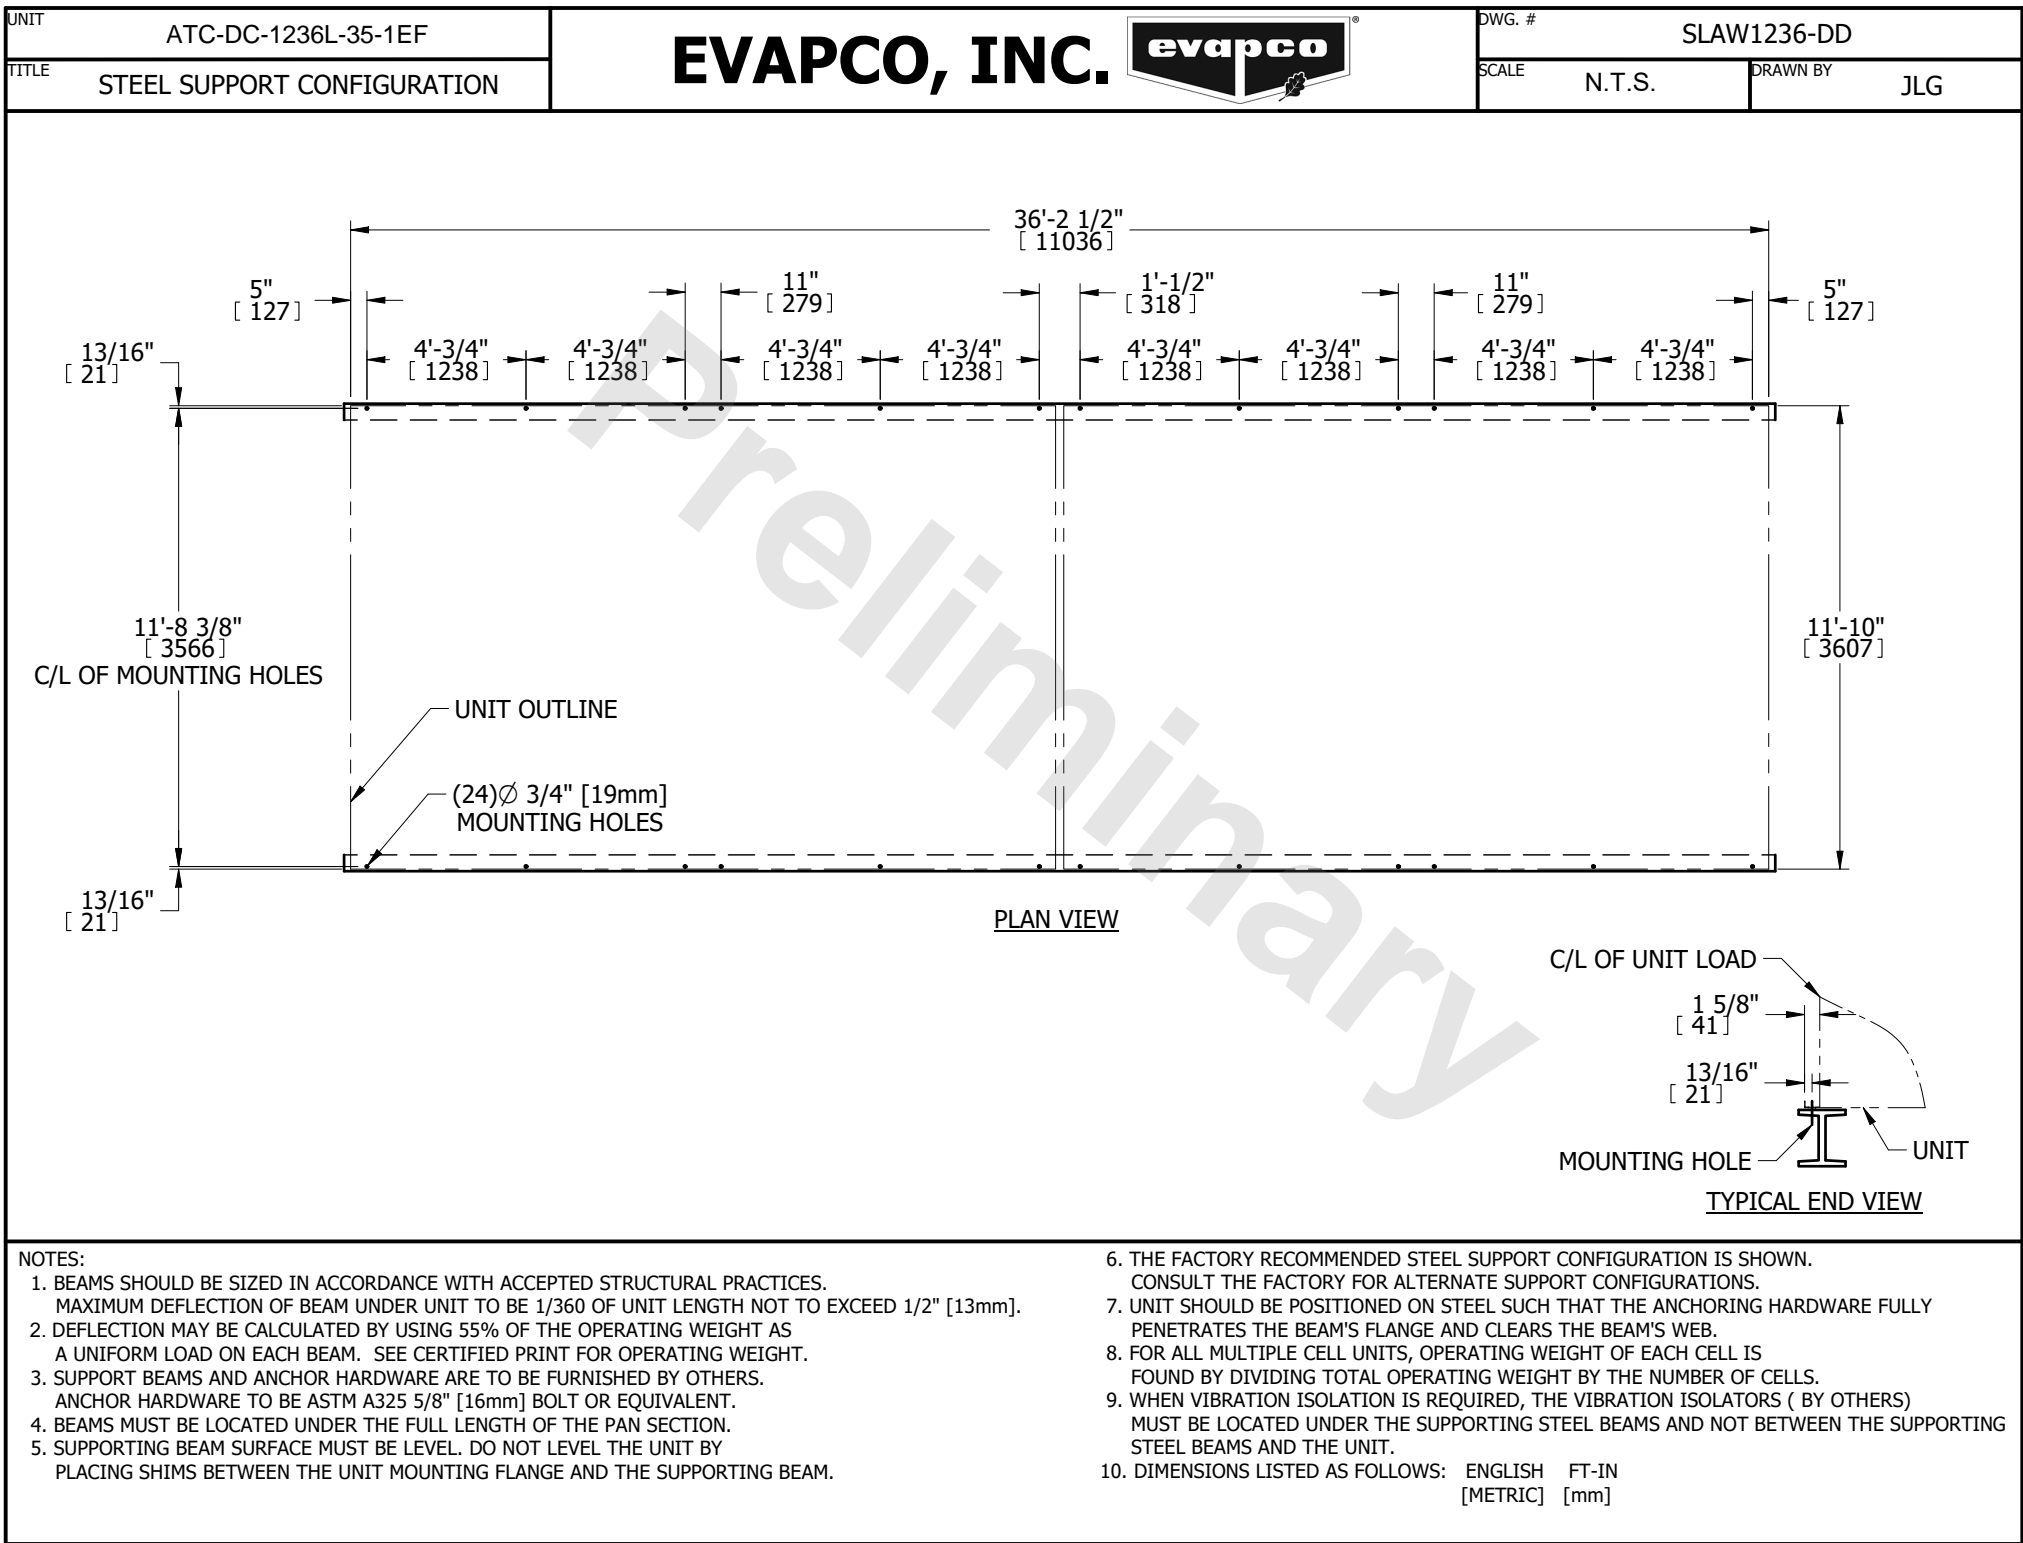 UNIT
ATC-DC-1236L-35-1EF
TITLE
STEEL SUPPORT CONFIGURATION
EVAPCO, INC.
evapco
®
DWG. #
SLAW1236-DD
SCALE
N.T.S.
DRAWN BY
JLG
36'-2 1/2"
[ 11036 ]
5"
[ 127 ]
11"
[ 279 ]
1'-1/2"
[ 318 ]
11"
[ 279 ]
5"
[ 127 ]
13/16"
[ 21 ]
4'-3/4"
[ 1238 ]
4'-3/4"
[ 1238 ]
4'-3/4"
[ 1238 ]
4'-3/4"
[ 1238 ]
4'-3/4"
[ 1238 ]
4'-3/4"
[ 1238 ]
4'-3/4"
[ 1238 ]
4'-3/4"
[ 1238 ]
11'-8 3/8"
[ 3566 ]
C/L OF MOUNTING HOLES
11'-10"
[ 3607 ]
UNIT OUTLINE
(24)∅ 3/4" [19mm]
MOUNTING HOLES
13/16"
[ 21 ]
PLAN VIEW
Preliminary
C/L OF UNIT LOAD
1 5/8"
[ 41 ]
13/16"
[ 21 ]
MOUNTING HOLE
UNIT
TYPICAL END VIEW
NOTES:
1. BEAMS SHOULD BE SIZED IN ACCORDANCE WITH ACCEPTED STRUCTURAL PRACTICES.
MAXIMUM DEFLECTION OF BEAM UNDER UNIT TO BE 1/360 OF UNIT LENGTH NOT TO EXCEED 1/2" [13mm].
2. DEFLECTION MAY BE CALCULATED BY USING 55% OF THE OPERATING WEIGHT AS
A UNIFORM LOAD ON EACH BEAM. SEE CERTIFIED PRINT FOR OPERATING WEIGHT.
3. SUPPORT BEAMS AND ANCHOR HARDWARE ARE TO BE FURNISHED BY OTHERS.
ANCHOR HARDWARE TO BE ASTM A325 5/8" [16mm] BOLT OR EQUIVALENT.
4. BEAMS MUST BE LOCATED UNDER THE FULL LENGTH OF THE PAN SECTION.
5. SUPPORTING BEAM SURFACE MUST BE LEVEL. DO NOT LEVEL THE UNIT BY
PLACING SHIMS BETWEEN THE UNIT MOUNTING FLANGE AND THE SUPPORTING BEAM.
6. THE FACTORY RECOMMENDED STEEL SUPPORT CONFIGURATION IS SHOWN.
CONSULT THE FACTORY FOR ALTERNATE SUPPORT CONFIGURATIONS.
7. UNIT SHOULD BE POSITIONED ON STEEL SUCH THAT THE ANCHORING HARDWARE FULLY
PENETRATES THE BEAM'S FLANGE AND CLEARS THE BEAM'S WEB.
8. FOR ALL MULTIPLE CELL UNITS, OPERATING WEIGHT OF EACH CELL IS
FOUND BY DIVIDING TOTAL OPERATING WEIGHT BY THE NUMBER OF CELLS.
9. WHEN VIBRATION ISOLATION IS REQUIRED, THE VIBRATION ISOLATORS ( BY OTHERS)
MUST BE LOCATED UNDER THE SUPPORTING STEEL BEAMS AND NOT BETWEEN THE SUPPORTING
STEEL BEAMS AND THE UNIT.
10. DIMENSIONS LISTED AS FOLLOWS: ENGLISH FT-IN
[METRIC] [mm]